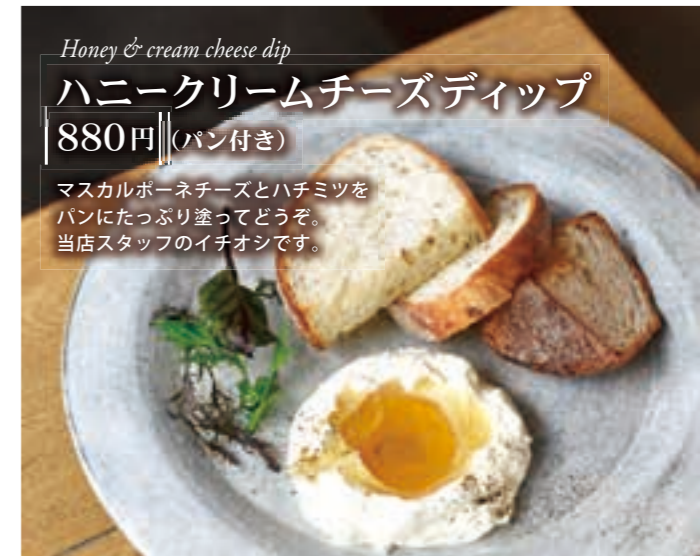 Honey & cream cheese dip
ハニークリームチーズディップ
880円（パン付き）
マスカルポーネチーズとハチミツを
パンにたっぷり塗ってどうぞ。
当店スタッフのイチオシです。